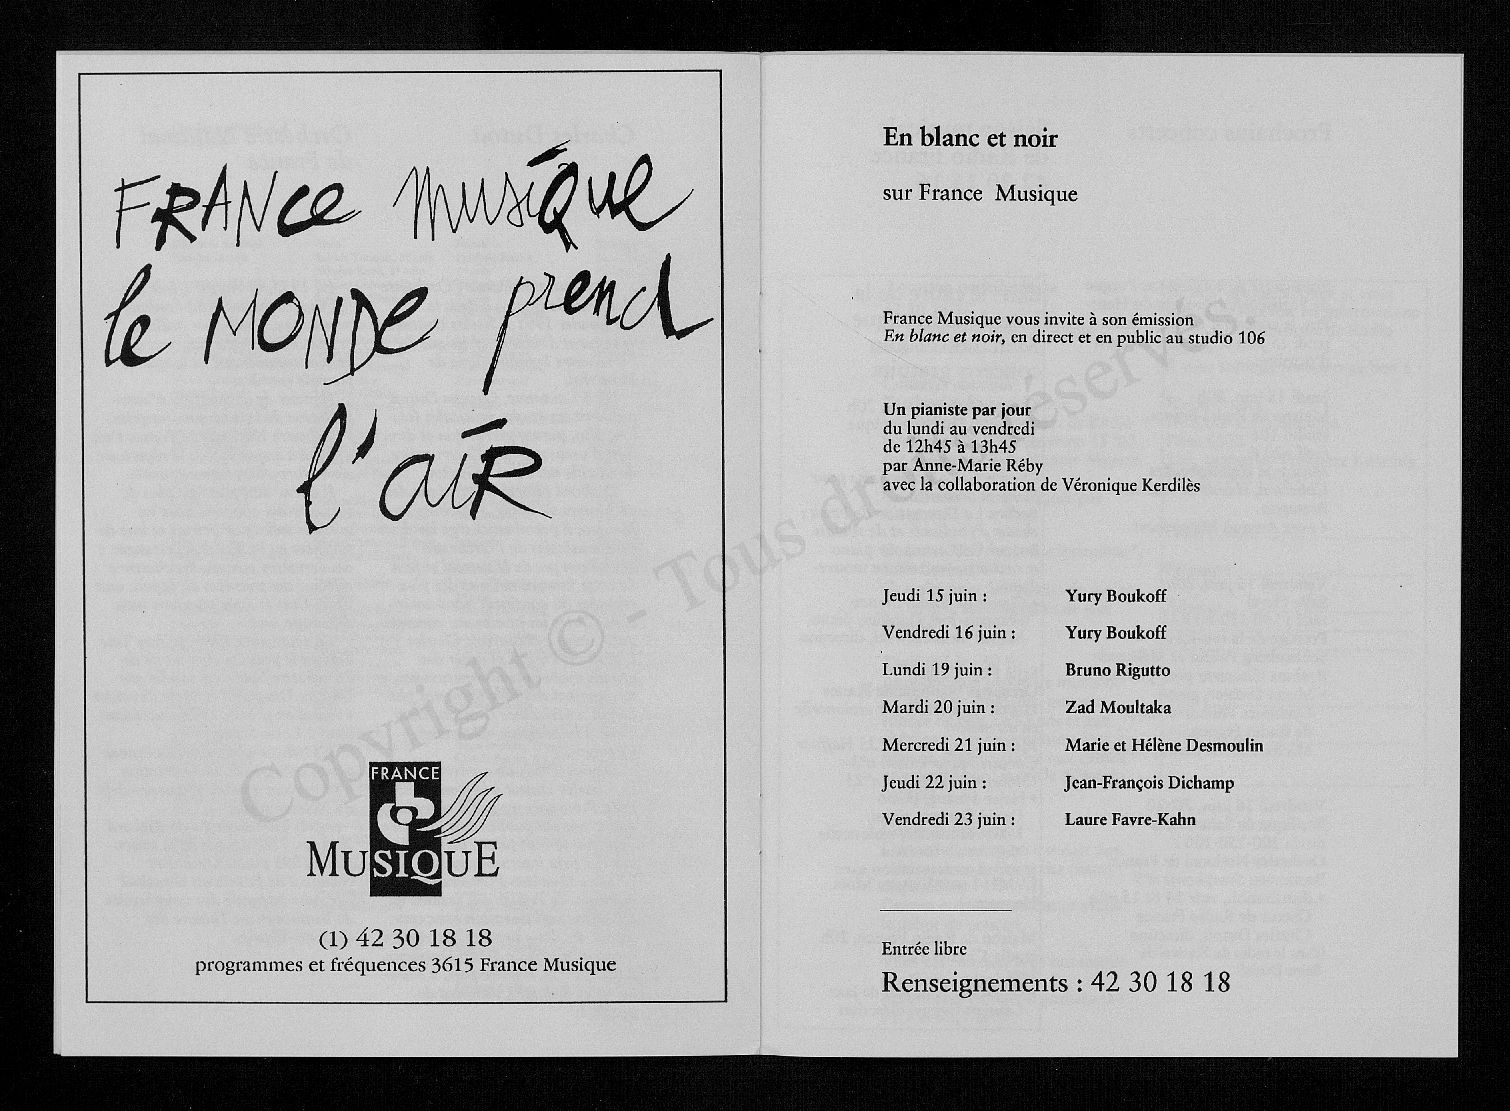 FRANCE musique
le MONDE prend
l'air
FRANCE
MUSIQUE
(1) 42 30 18 18
programmes et fréquences 3615 France Musique
En blanc et noir
sur France Musique
France Musique vous invite à son émission
En blanc et noir, en direct et en public au studio 106
Un pianiste par jour
du lundi au vendredi
de 12h45 à 13h45
par Anne-Marie Réby
avec la collaboration de Véronique Kerdilès
Jeudi 15 juin : Yury Boukoff
Vendredi 16 juin : Yury Boukoff
Lundi 19 juin : Bruno Rigutto
Mardi 20 juin : Zad Moultaka
Mercredi 21 juin : Marie et Hélène Desmoulin
Jeudi 22 juin : Jean-François Dichamp
Vendredi 23 juin : Laure Favre-Kahn
Entrée libre
Renseignements : 42 30 18 18
Copyright © - Tous droits réservés.